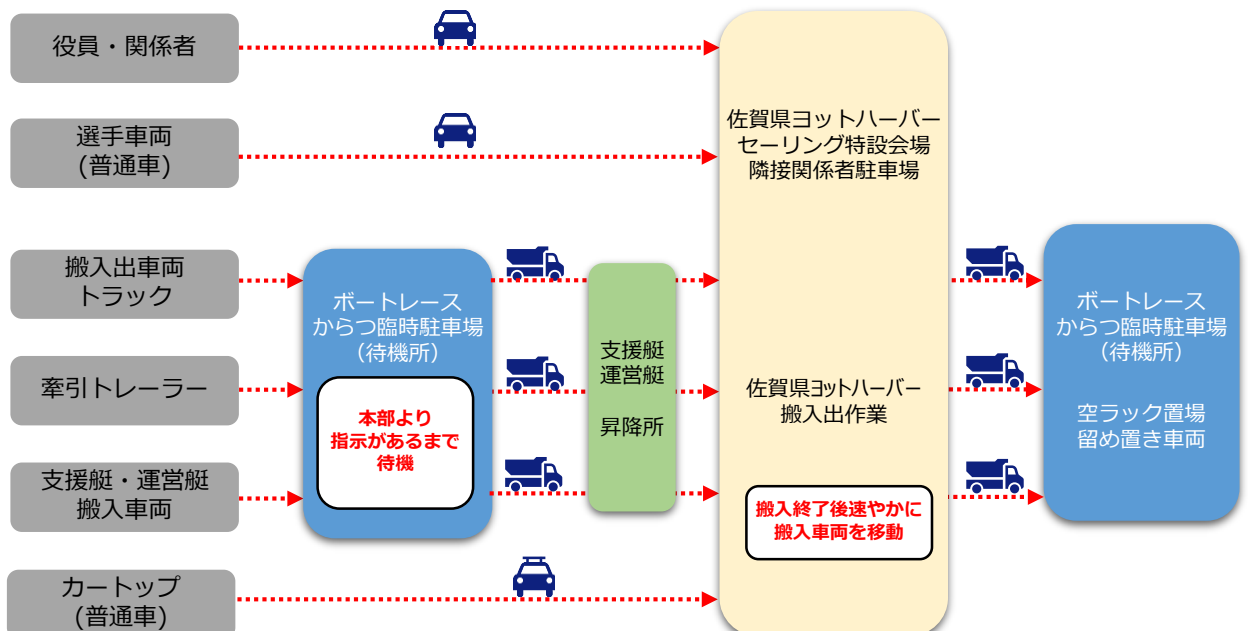 役員・関係者
選手車両
(普通車)
搬入出車両
トラック
牽引トレーラー
支援艇・運営艇
搬入車両
カートップ
(普通車)
ボートレース
からつ臨時駐車場
(待機所)
本部より
指示があるまで
待機
支援艇
運営艇
昇降所
佐賀県ヨットハーバー
セーリング特設会場
隣接関係者駐車場
佐賀県ヨットハーバー
搬入出作業
搬入終了後速やかに
搬入車両を移動
ボートレース
からつ臨時駐車場
(待機所)
空ラック置場
留め置き車両